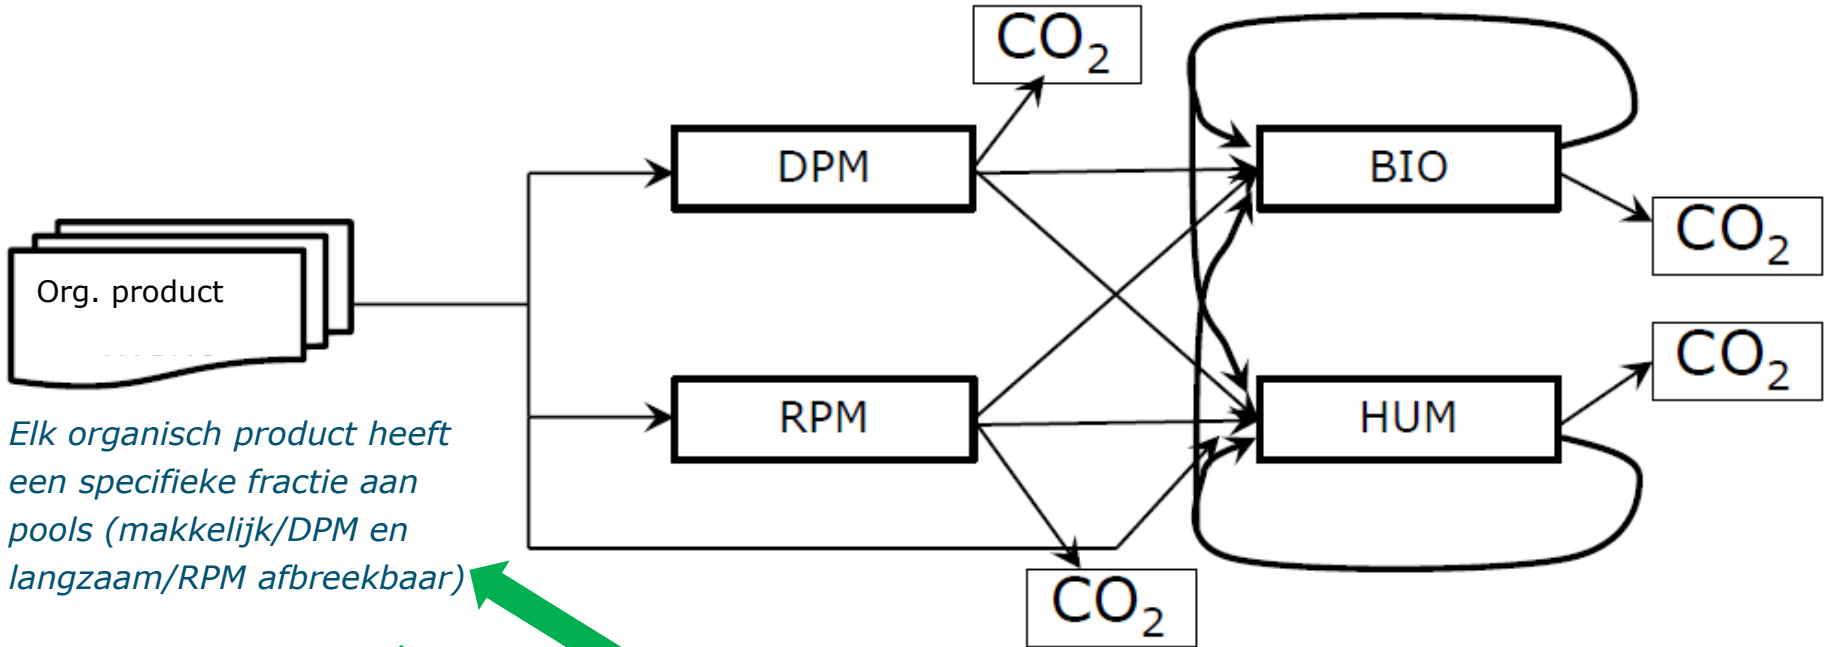 CO₂
DPM
BIO
CO₂
Org. product
CO₂
RPM
HUM
Elk organisch product heeft
een specifieke fractie aan
pools (makkelijk/DPM en
langzaam/RPM afbreekbaar)
CO₂